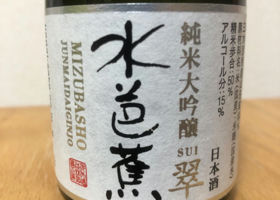 純米大吟醸
SUI 翠
日本酒
水芭蕉
MIZUBASHO
JUNMAIDAIGINJO
精米歩合:50%
アルコール分:15%